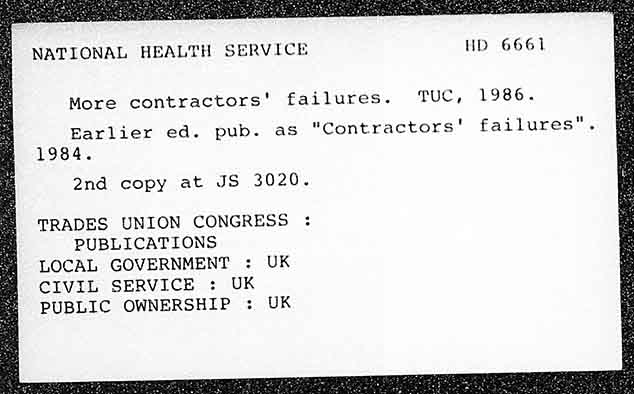 NATIONAL HEALTH SERVICE HD 6661
More contractors' failures. TUC, 1986.
Earlier ed. pub. as "Contractors' failures".
1984.
2nd copy at JS 3020.
TRADES UNION CONGRESS :
PUBLICATIONS
LOCAL GOVERNMENT : UK
CIVIL SERVICE : UK
PUBLIC OWNERSHIP : UK